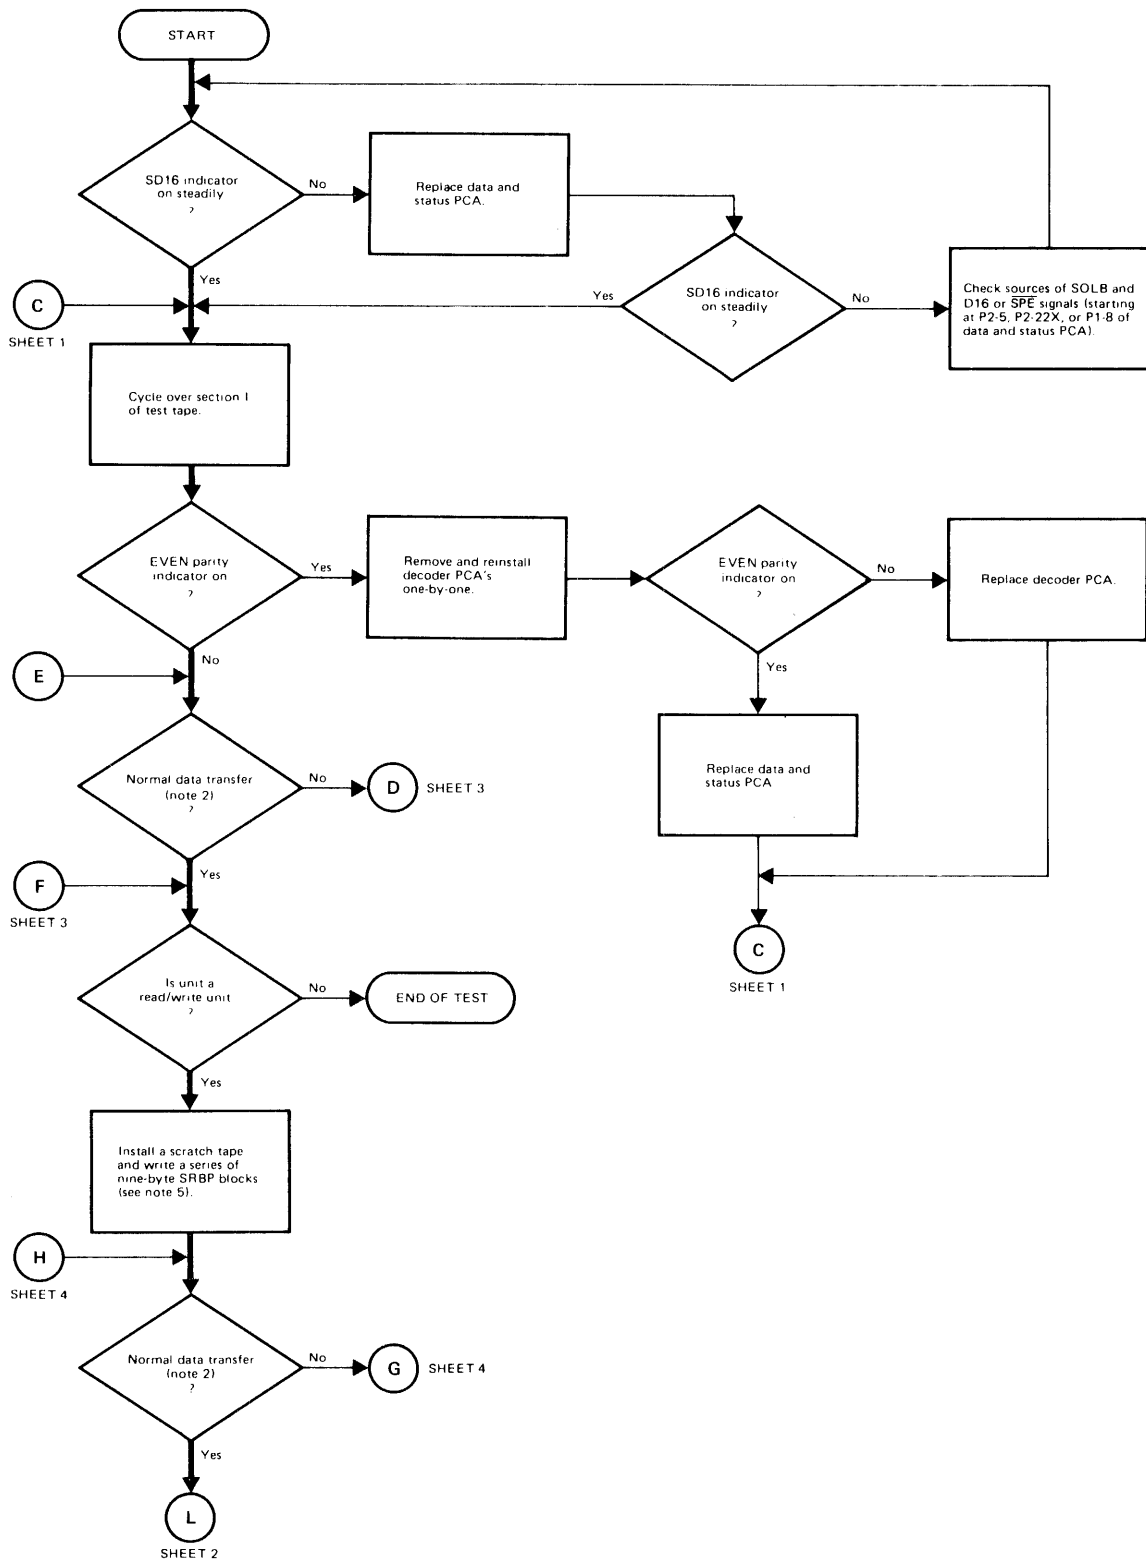 START
SD16 indicator
on steadily
?
No
Replace data and
status PCA.
Yes
C
SHEET 1
Yes
SD16 indicator
on steadily
?
No
Check sources of SOLB and
D16 or SPE signals (starting
at P2-5, P2-22X, or P1-8 of
data and status PCA).
Cycle over section I
of test tape.
EVEN parity
indicator on
?
Yes
Remove and reinstall
decoder PCA's
one-by-one.
EVEN parity
indicator on
?
No
Replace decoder PCA.
No
E
Yes
Replace data and
status PCA
C
SHEET 1
Normal data transfer
(note 2)
?
No
D
SHEET 3
Yes
F
SHEET 3
Is unit a
read/write unit
?
No
END OF TEST
Yes
Install a scratch tape
and write a series of
nine-byte SRBP blocks
(see note 5).
H
SHEET 4
Normal data transfer
(note 2)
?
No
G
SHEET 4
Yes
L
SHEET 2